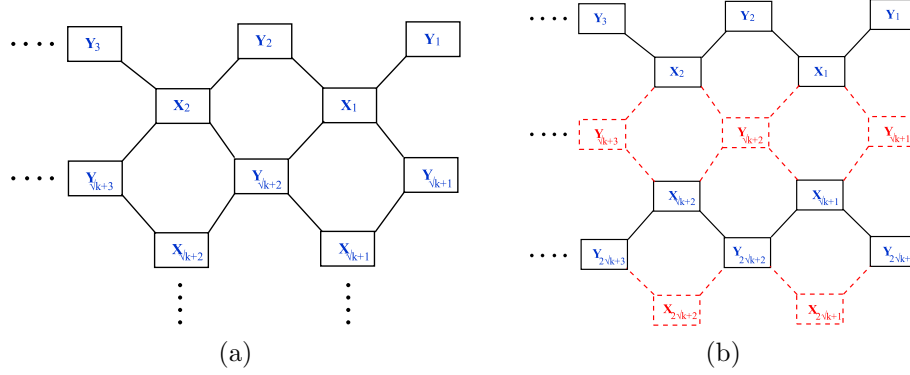 Y₃ Y₂ Y₁
X₂ X₁
Y√k+3 Y√k+2 Y√k+1
X√k+2 X√k+1
(a)
Y₃ Y₂ Y₁
X₂ X₁
Y√k+3 Y√k+2 Y√k+1
X√k+2 X√k+1
Y2√k+3 Y2√k+2 Y2√k+
X2√k+2 X2√k+1
(b)